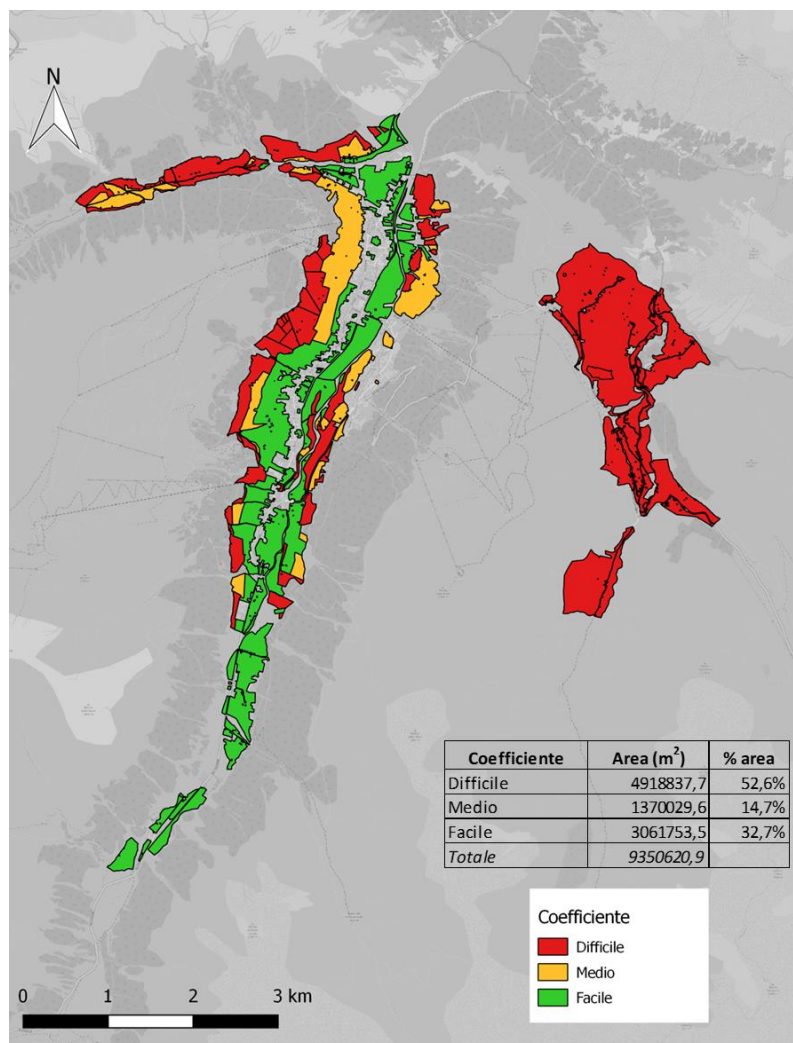 N
Coefficiente Area (m²) % area
Difficile 4918837,7 52,6%
Medio 1370029,6 14,7%
Facile 3061753,5 32,7%
Totale 9350620,9
Coefficiente
Difficile
Medio
Facile
0 1 2 3 km